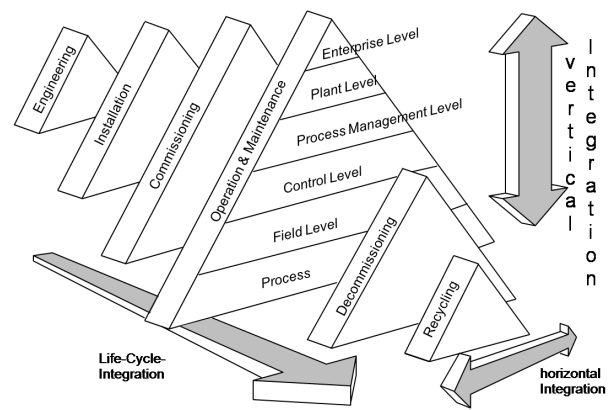 Engineering
Installation
Commissioning
Operation & Maintenance
Enterprise Level
Plant Level
Process Management Level
Control Level
Field Level
Process
Decommissioning
Recycling
vertical
Integration
Life-Cycle-
Integration
horizontal
Integration